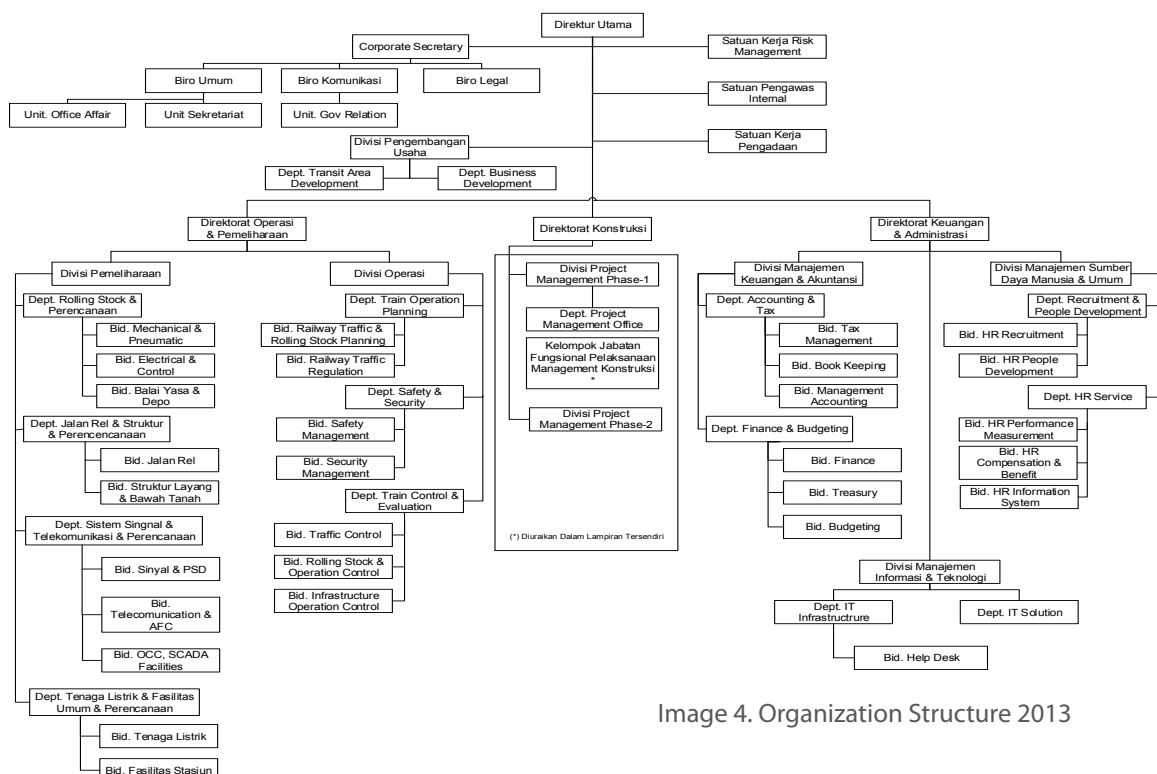 Direktur Utama
Corporate Secretary
Satuan Kerja Risk
Management
Biro Umum
Biro Komunikasi
Biro Legal
Satuan Pengawas
Internal
Unit. Office Affair
Unit Sekretariat
Unit. Gov Relation
Satuan Kerja
Pengadaan
Divisi Pengembangan
Usaha
Dept. Transit Area
Development
Dept. Business
Development
Direktorat Operasi
& Pemeliharaan
Direktorat Konstruksi
Direktorat Keuangan
& Administrasi
Divisi Pemeliharaan
Dept. Rolling Stock &
Perencanaan
Bid. Mechanical &
Pneumatic
Bid. Electrical &
Control
Bid. Balai Yasa &
Depo
Dept. Jalan Rel & Struktur
& Perencencanaan
Bid. Jalan Rel
Bid. Struktur Layang
& Bawah Tanah
Dept. Sistem Singnal &
Telekomunikasi & Perencanaan
Bid. Sinyal & PSD
Bid.
Telecomunication &
AFC
Bid. OCC, SCADA
Facilities
Dept. Tenaga Listrik & Fasilitas
Umum & Perencanaan
Bid. Tenaga Listrik
Bid. Fasilitas Stasiun
Divisi Operasi
Dept. Train Operation
Planning
Bid. Railway Traffic &
Rolling Stock Planning
Bid. Railway Traffic
Regulation
Dept. Safety &
Security
Bid. Safety
Management
Bid. Security
Management
Dept. Train Control &
Evaluation
Bid. Traffic Control
Bid. Rolling Stock &
Operation Control
Bid. Infrastructure
Operation Control
Divisi Project
Management Phase-1
Dept. Project
Management Office
Kelompok Jabatan
Fungsional Pelaksanaan
Management Konstruksi
*
Divisi Project
Management Phase-2
(*) Diuraikan Dalam Lampiran Tersendiri
Divisi Manajemen
Keuangan & Akuntansi
Dept. Accounting &
Tax
Bid. Tax
Management
Bid. Book Keeping
Bid. Management
Accounting
Dept. Finance & Budgeting
Bid. Finance
Bid. Treasury
Bid. Budgeting
Divisi Manajemen Sumber
Daya Manusia & Umum
Dept. Recruitment &
People Development
Bid. HR Recruitment
Bid. HR People
Development
Dept. HR Service
Bid. HR Performance
Measurement
Bid. HR
Compensation &
Benefit
Bid. HR Information
System
Divisi Manajemen
Informasi & Teknologi
Dept. IT
Infrastructrure
Dept. IT Solution
Bid. Help Desk
Image 4. Organization Structure 2013